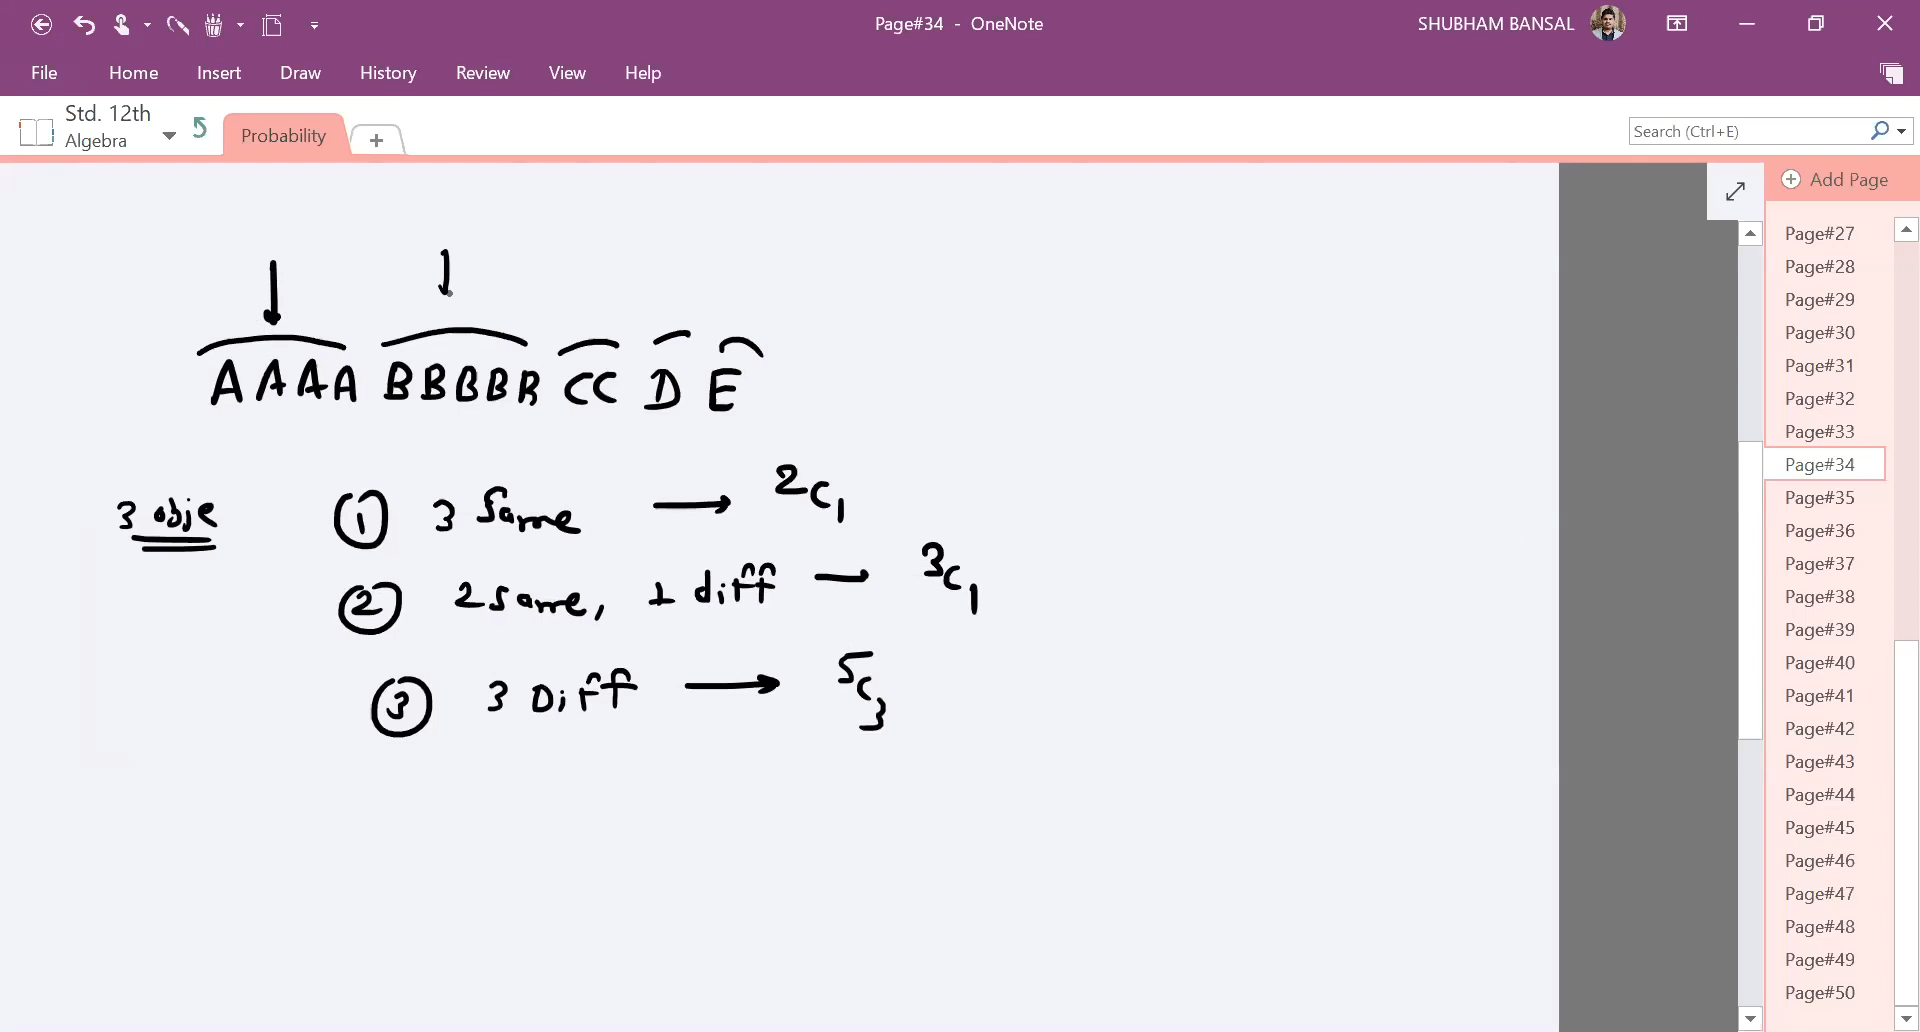 Page#34 - OneNote
SHUBHAM BANSAL
File Home Insert Draw History Review View Help
Std. 12th
Algebra
Probability
Search (Ctrl+E)
Add Page
A A A A B B B B B CC D E
3 obje
1 3 Same → ²C₁
2 2 same, 1 diff — ³C₁
3 3 Diff → ⁵C₃
Page#27
Page#28
Page#29
Page#30
Page#31
Page#32
Page#33
Page#34
Page#35
Page#36
Page#37
Page#38
Page#39
Page#40
Page#41
Page#42
Page#43
Page#44
Page#45
Page#46
Page#47
Page#48
Page#49
Page#50